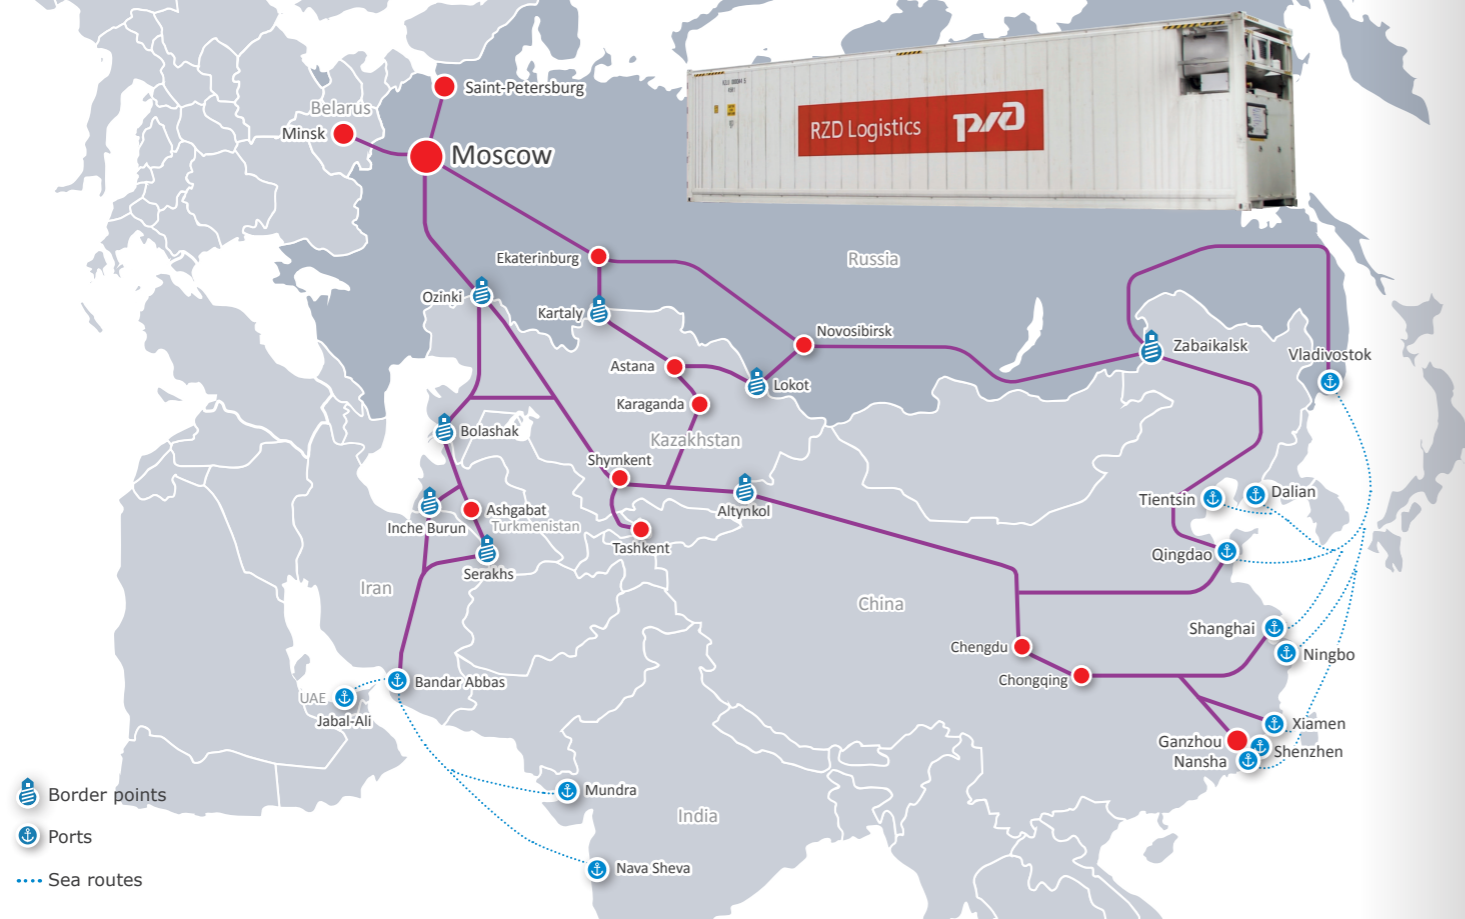 Saint-Petersburg
Belarus
Minsk
Moscow
RZD Logistics
Ekaterinburg
Russia
Ozinki
Kartaly
Novosibirsk
Zabaikalsk
Vladivostok
Astana
Lokot
Karaganda
Bolashak
Kazakhstan
Shymkent
Altynkol
Tientsin
Dalian
Ashgabat
Inche Burun
Turkmenistan
Tashkent
Qingdao
Serakhs
Iran
China
Shanghai
Chengdu
Ningbo
Chongqing
Bandar Abbas
UAE
Jabal-Ali
Xiamen
Ganzhou
Shenzhen
Nansha
Mundra
Border points
India
Ports
Nava Sheva
Sea routes